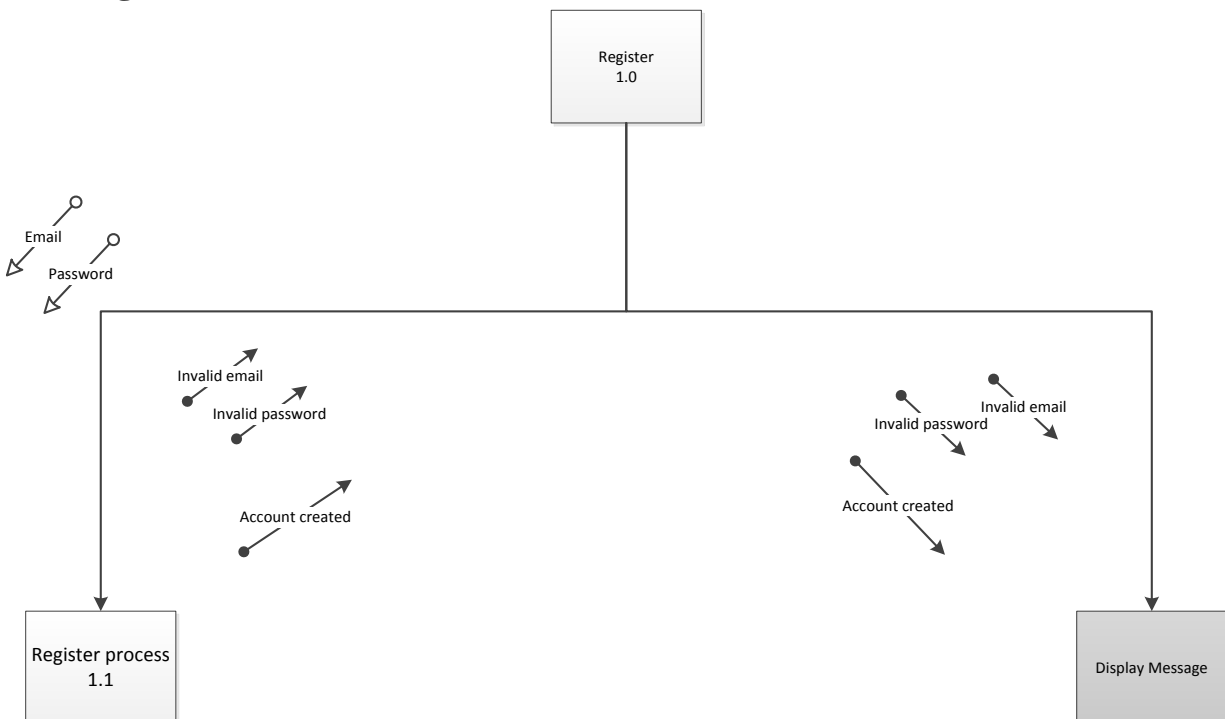 Register
1.0
Email
Password
Invalid email
Invalid password
Account created
Invalid email
Invalid password
Account created
Register process
1.1
Display Message